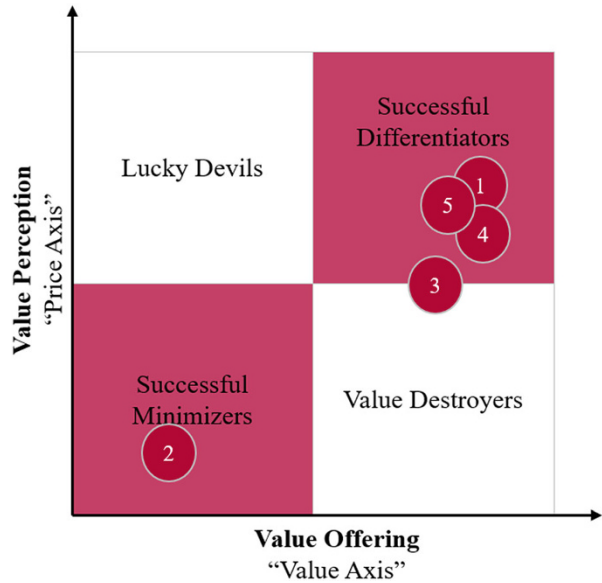 Value Perception
“Price Axis”
Lucky Devils
Successful
Differentiators
1
5
4
3
Successful
Minimizers
2
Value Destroyers
Value Offering
“Value Axis”